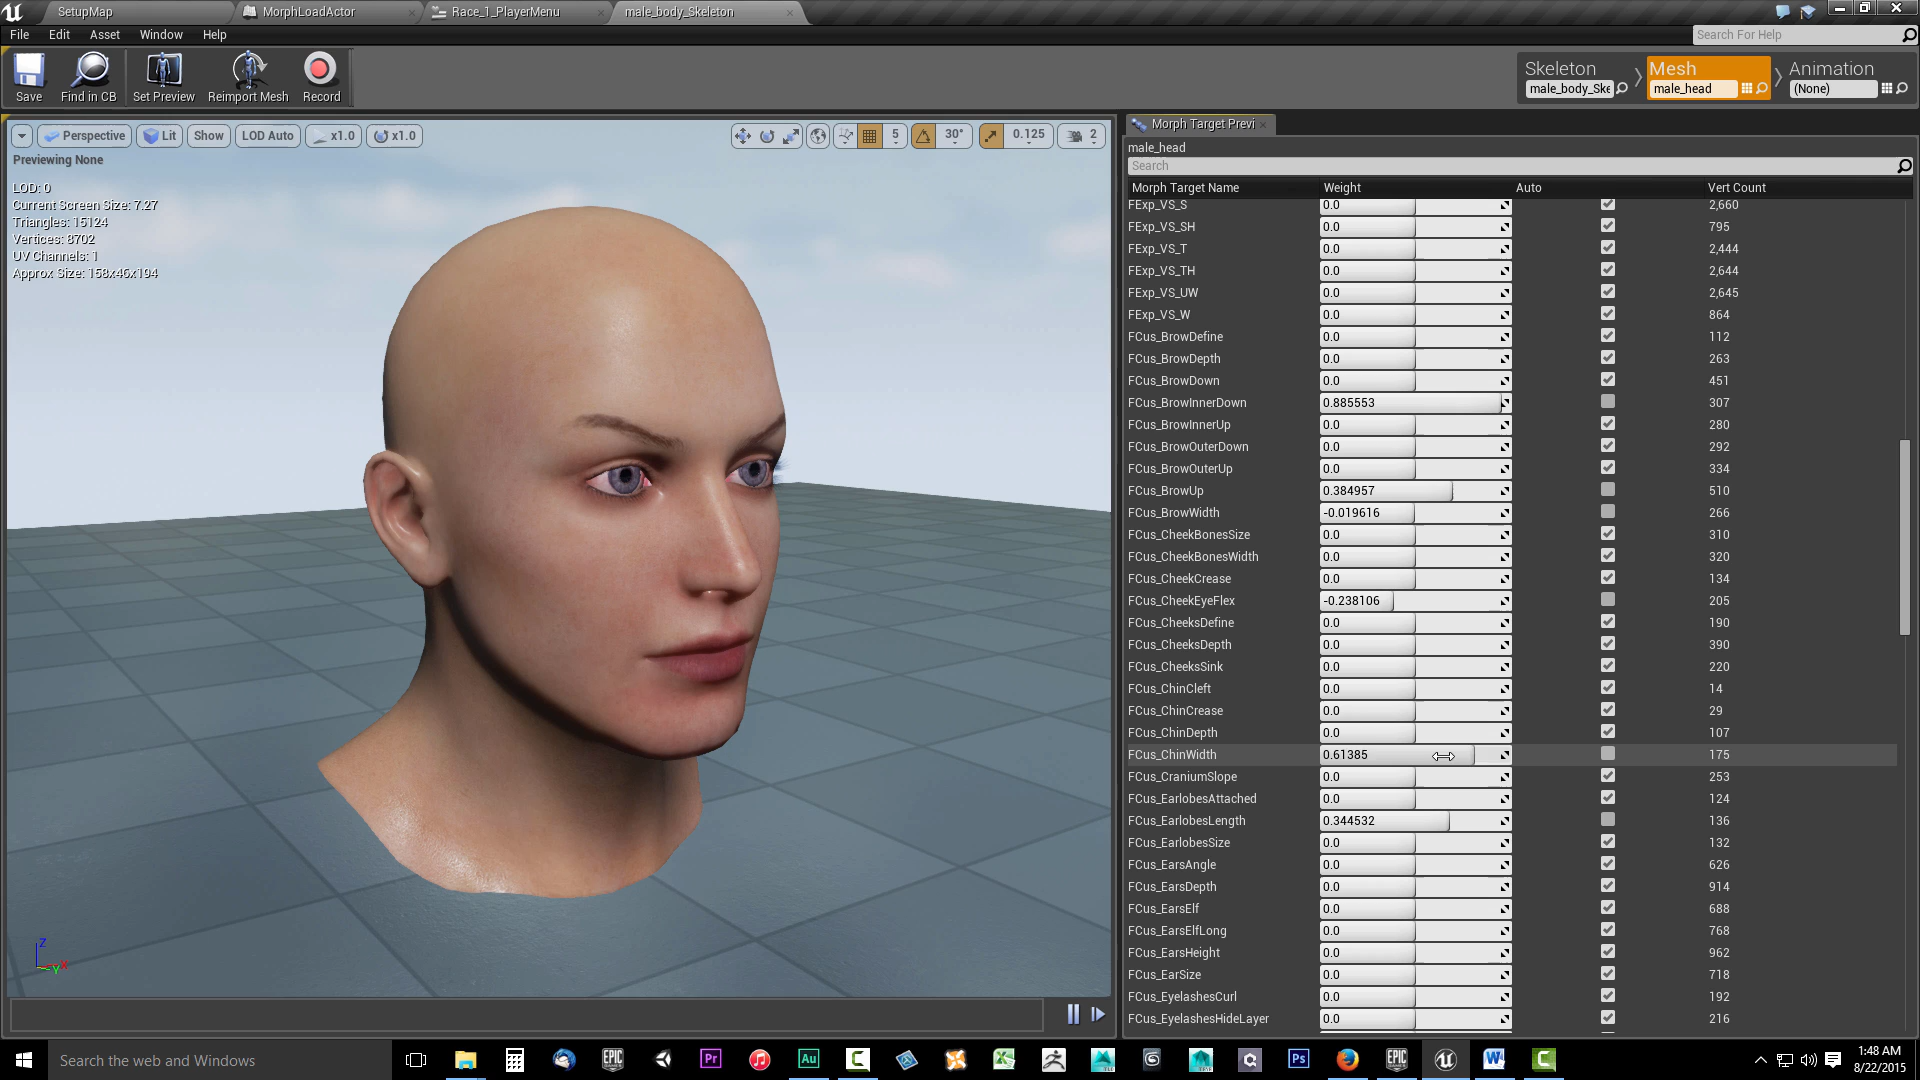 SetupMap
MorphLoadActor
Race_1_PlayerMenu
male_body_Skeleton
File Edit Asset Window Help
Search For Help
Save
Find in CB
Set Preview
Reimport Mesh
Record
Skeleton
male_body_Ske
Mesh
male_head
Animation
(None)
Perspective
Lit
Show
LOD Auto
x1.0
x1.0
5
30°
0.125
2
Previewing None
LOD: 0
Current Screen Size: 7.27
Triangles: 15124
Vertices: 8702
UV Channels: 1
Approx Size: 158x46x194
Z
X
Y
Morph Target Previ
male_head
Search
Morph Target Name Weight Auto Vert Count
FExp_VS_S 0.0 2,660
FExp_VS_SH 0.0 795
FExp_VS_T 0.0 2,444
FExp_VS_TH 0.0 2,644
FExp_VS_UW 0.0 2,645
FExp_VS_W 0.0 864
FCus_BrowDefine 0.0 112
FCus_BrowDepth 0.0 263
FCus_BrowDown 0.0 451
FCus_BrowInnerDown 0.885553 307
FCus_BrowInnerUp 0.0 280
FCus_BrowOuterDown 0.0 292
FCus_BrowOuterUp 0.0 334
FCus_BrowUp 0.384957 510
FCus_BrowWidth -0.019616 266
FCus_CheekBonesSize 0.0 310
FCus_CheekBonesWidth 0.0 320
FCus_CheekCrease 0.0 134
FCus_CheekEyeFlex -0.238106 205
FCus_CheeksDefine 0.0 190
FCus_CheeksDepth 0.0 390
FCus_CheeksSink 0.0 220
FCus_ChinCleft 0.0 14
FCus_ChinCrease 0.0 29
FCus_ChinDepth 0.0 107
FCus_ChinWidth 0.61385 175
FCus_CraniumSlope 0.0 253
FCus_EarlobesAttached 0.0 124
FCus_EarlobesLength 0.344532 136
FCus_EarlobesSize 0.0 132
FCus_EarsAngle 0.0 626
FCus_EarsDepth 0.0 914
FCus_EarsElf 0.0 688
FCus_EarsElfLong 0.0 768
FCus_EarsHeight 0.0 962
FCus_EarSize 0.0 718
FCus_EyelashesCurl 0.0 192
FCus_EyelashesHideLayer 0.0 216
Search the web and Windows
EPIC
Pr
Au
C
Ps
EPIC
W
C
1:48 AM
8/22/2015